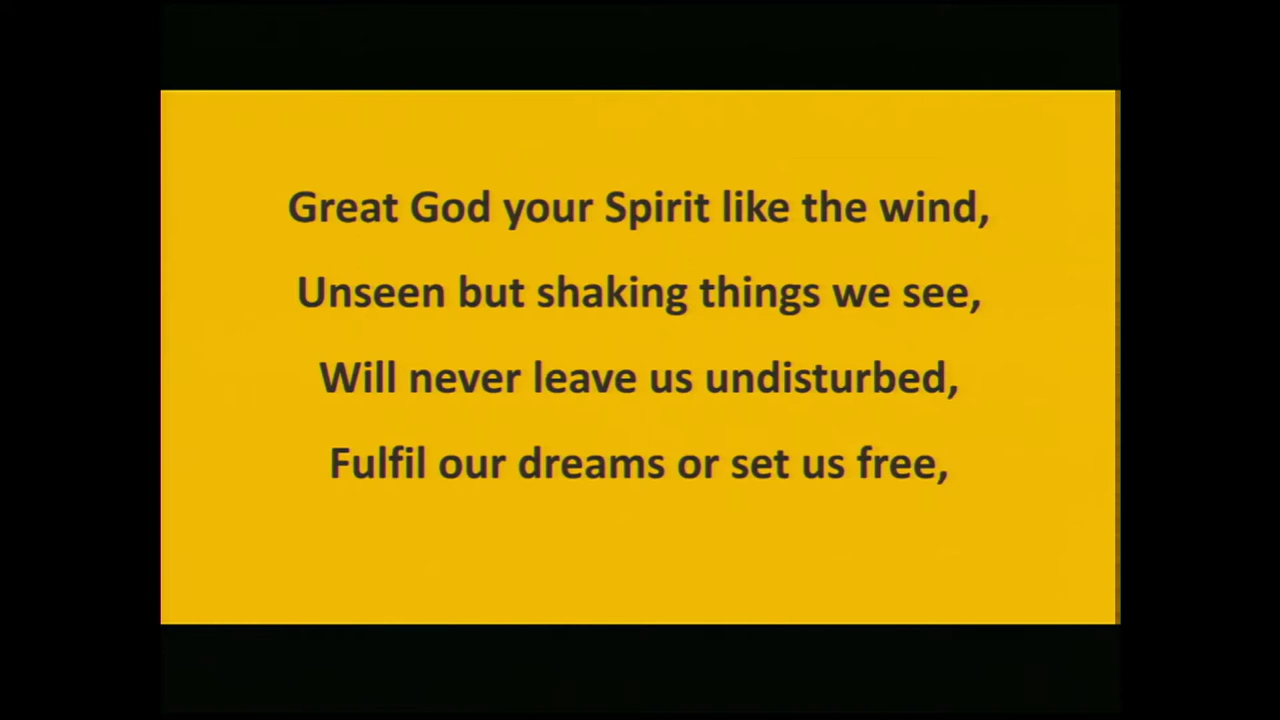 Great God your Spirit like the wind,
Unseen but shaking things we see,
Will never leave us undisturbed,
Fulfil our dreams or set us free,